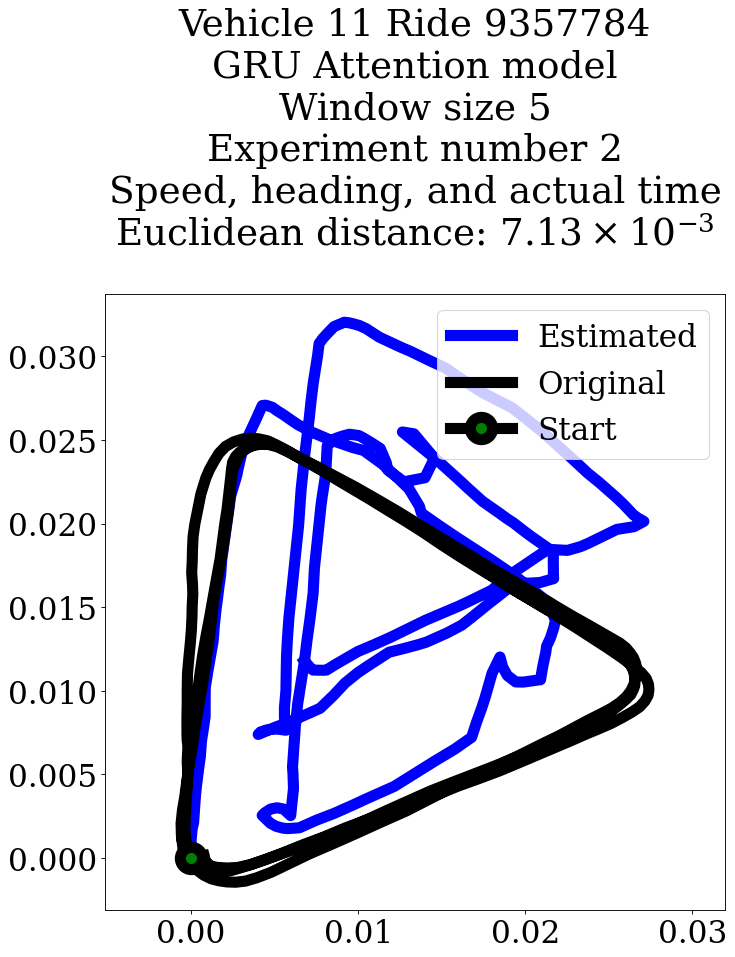 Vehicle 11 Ride 9357784
GRU Attention model
Window size 5
Experiment number 2
Speed, heading, and actual time
Euclidean distance: 7.13 × 10⁻³
Estimated
Original
Start
0.030
0.025
0.020
0.015
0.010
0.005
0.000
0.00 0.01 0.02 0.03